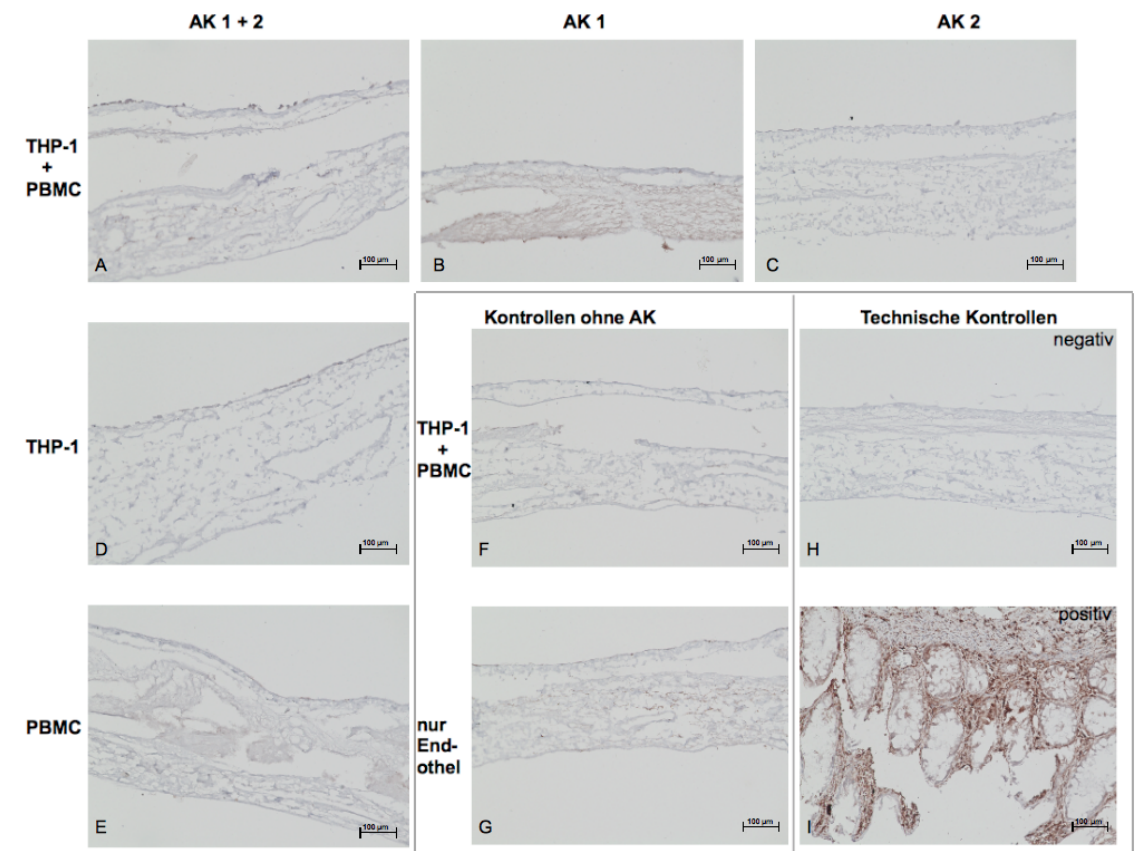 AK 1 + 2
AK 1
AK 2
THP-1
+
PBMC
A
100 µm
B
100 µm
C
100 µm
Kontrollen ohne AK
Technische Kontrollen
negativ
THP-1
D
100 µm
THP-1
+
PBMC
F
100 µm
H
100 µm
PBMC
E
100 µm
nur
End-
othel
G
100 µm
positiv
I
100 µm